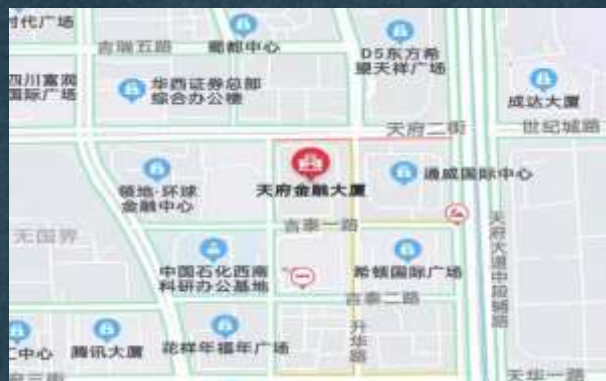 时代广场
吉瑞五路
蜀都中心
D5东方希
望天祥广场
四川富润
国际广场
华西证券总部
综合办公楼
成达大厦
天府二街
世纪城路
领地·环球
金融中心
天府金融大厦
通威国际中心
吉泰一路
无国界
中国石化西南
科研办公基地
希顿国际广场
天府大道中段辅路
吉泰二路
升华路
汇中心
腾讯大厦
花样年福年广场
府三街
天华一路